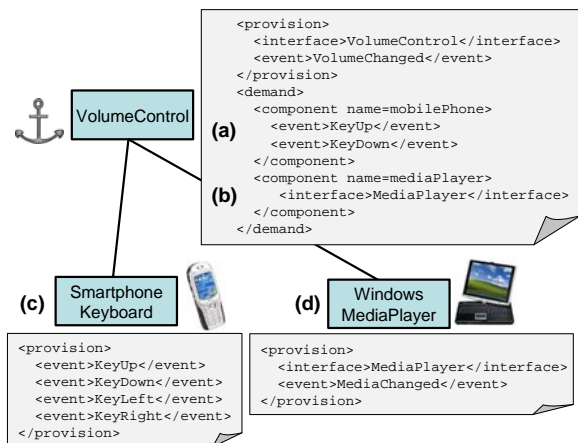 <provision>
<interface>VolumeControl</interface>
<event>VolumeChanged</event>
</provision>
<demand>
<component name=mobilePhone>
<event>KeyUp</event>
<event>KeyDown</event>
</component>
<component name=mediaPlayer>
<interface>MediaPlayer</interface>
</component>
</demand>
VolumeControl
(a)
(b)
(c)
Smartphone
Keyboard
(d)
Windows
MediaPlayer
<provision>
<event>KeyUp</event>
<event>KeyDown</event>
<event>KeyLeft</event>
<event>KeyRight</event>
</provision>
<provision>
<interface>MediaPlayer</interface>
<event>MediaChanged</event>
</provision>